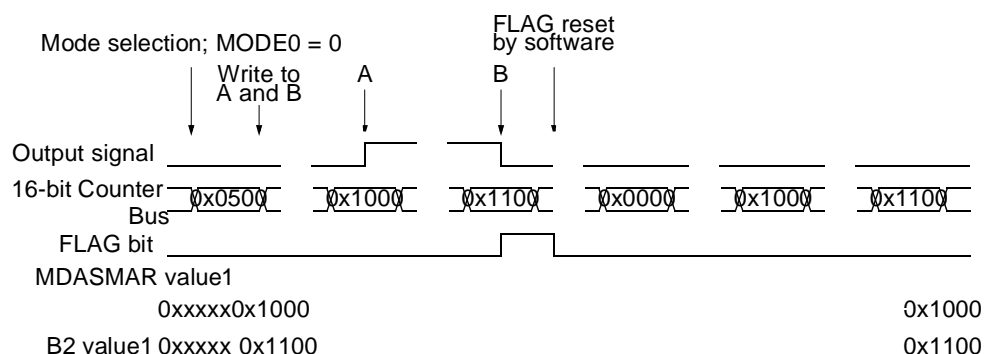 FLAG reset
by software
Mode selection; MODE0 = 0
Write to
A and B
A
B
Output signal
16-bit Counter
Bus
0x0500 0x1000 0x1100 0x0000 0x1000 0x1100
FLAG bit
MDASMAR value1
0xxxxx0x1000 0x1000
B2 value1 0xxxxx 0x1100 0x1100